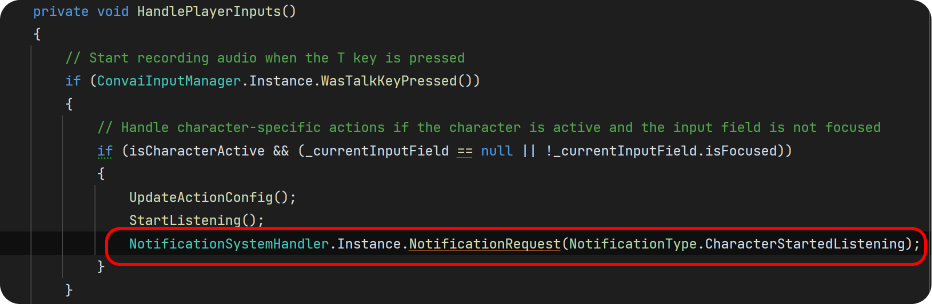 private void HandlePlayerInputs()
{
// Start recording audio when the T key is pressed
if (ConvaiInputManager.Instance.WasTalkKeyPressed())
{
// Handle character-specific actions if the character is active and the input field is not focused
if (isCharacterActive && (_currentInputField == null || !_currentInputField.isFocused))
{
UpdateActionConfig();
StartListening();
NotificationSystemHandler.Instance.NotificationRequest(NotificationType.CharacterStartedListening);
}
}